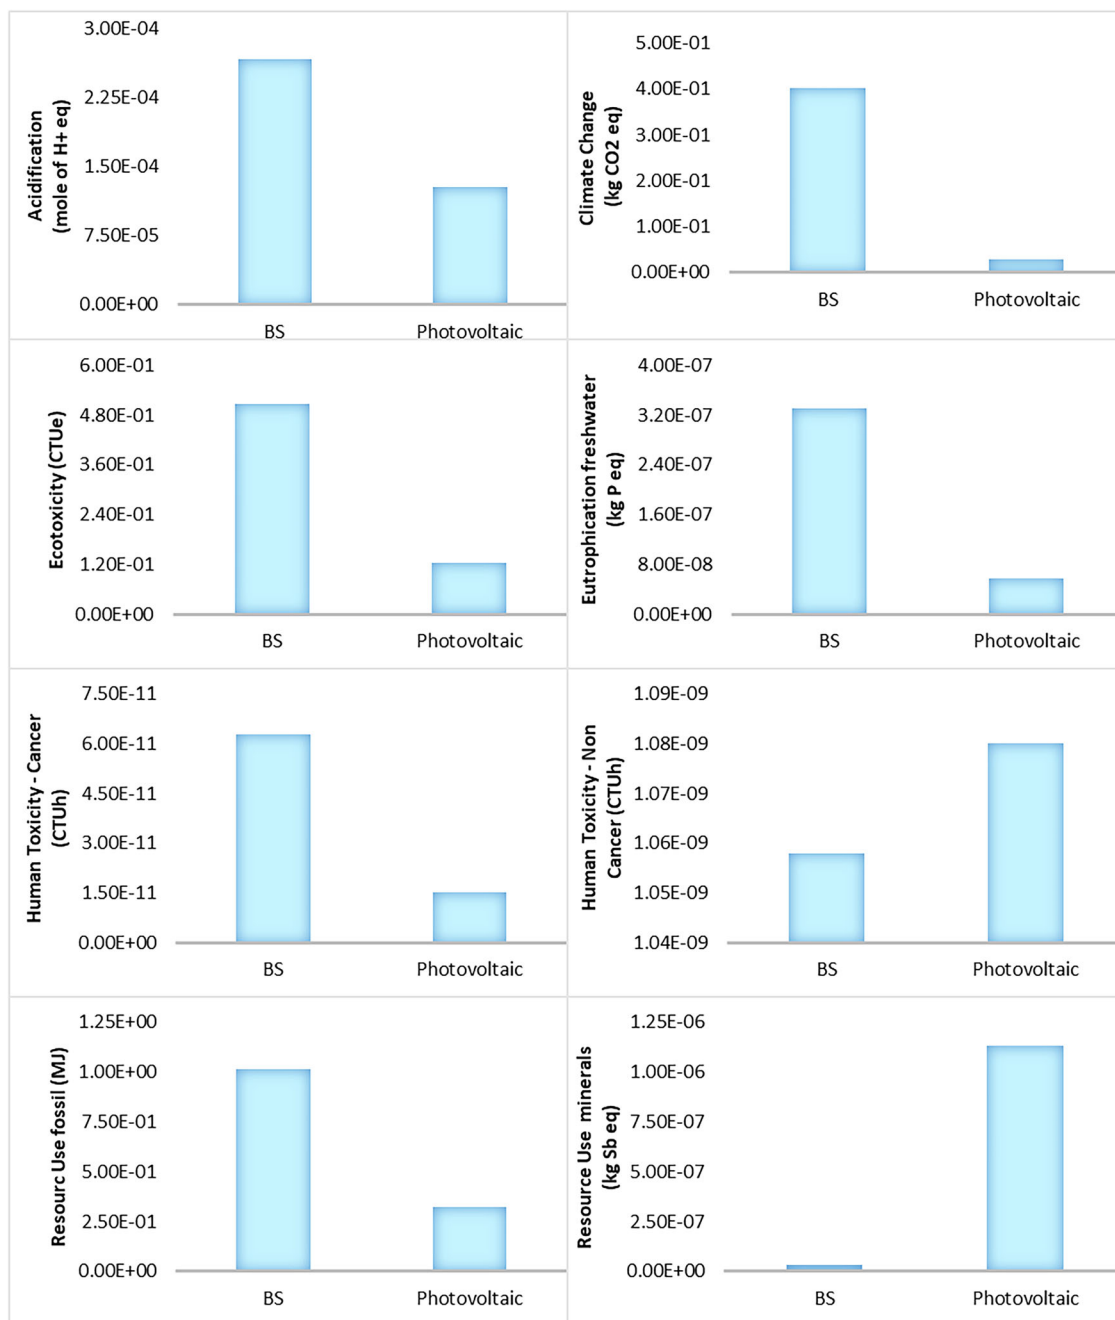 Acidification
(mole of H+ eq)
3.00E-04
2.25E-04
1.50E-04
7.50E-05
0.00E+00
BS
Photovoltaic
Climate Change
(kg CO2 eq)
5.00E-01
4.00E-01
3.00E-01
2.00E-01
1.00E-01
0.00E+00
BS
Photovoltaic
Ecotoxicity (CTUe)
6.00E-01
4.80E-01
3.60E-01
2.40E-01
1.20E-01
0.00E+00
BS
Photovoltaic
Eutrophication freshwater
(kg P eq)
4.00E-07
3.20E-07
2.40E-07
1.60E-07
8.00E-08
0.00E+00
BS
Photovoltaic
Human Toxicity - Cancer
(CTUh)
7.50E-11
6.00E-11
4.50E-11
3.00E-11
1.50E-11
0.00E+00
BS
Photovoltaic
Human Toxicity - Non
Cancer (CTUh)
1.09E-09
1.08E-09
1.07E-09
1.06E-09
1.05E-09
1.04E-09
BS
Photovoltaic
Resourc Use fossil (MJ)
1.25E+00
1.00E+00
7.50E-01
5.00E-01
2.50E-01
0.00E+00
BS
Photovoltaic
Resource Use minerals
(kg Sb eq)
1.25E-06
1.00E-06
7.50E-07
5.00E-07
2.50E-07
0.00E+00
BS
Photovoltaic